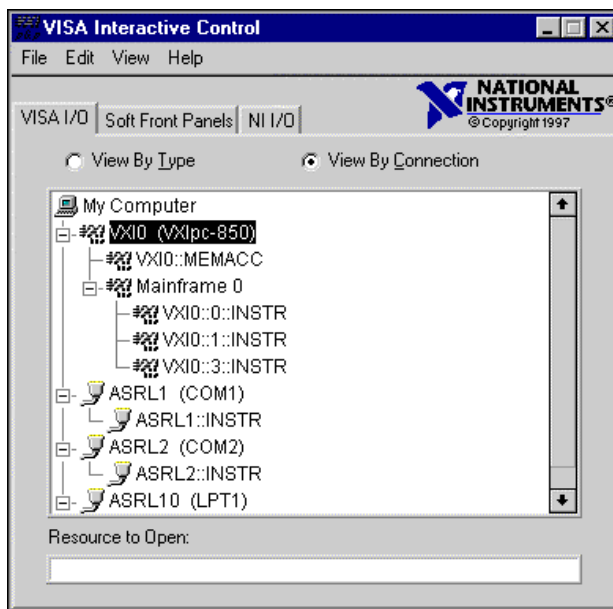 VISA Interactive Control
File Edit View Help
NATIONAL
INSTRUMENTS®
© Copyright 1997
VISA I/O Soft Front Panels NI I/O
View By Type View By Connection
My Computer
VXI0 (VXIpc-850)
VXI0::MEMACC
Mainframe 0
VXI0::0::INSTR
VXI0::1::INSTR
VXI0::3::INSTR
ASRL1 (COM1)
ASRL1::INSTR
ASRL2 (COM2)
ASRL2::INSTR
ASRL10 (LPT1)
Resource to Open: